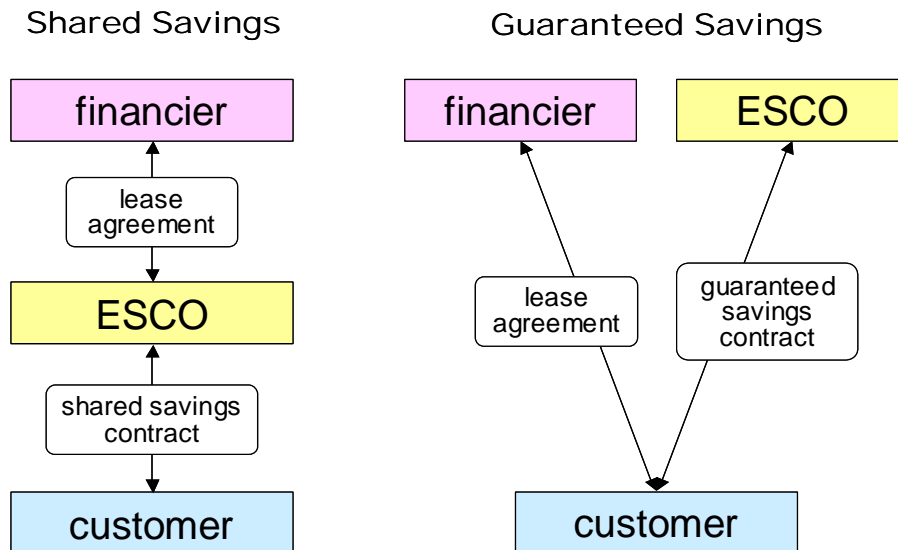 Shared Savings
financier
lease
agreement
ESCO
shared savings
contract
customer
Guaranteed Savings
financier
ESCO
lease
agreement
guaranteed
savings
contract
customer